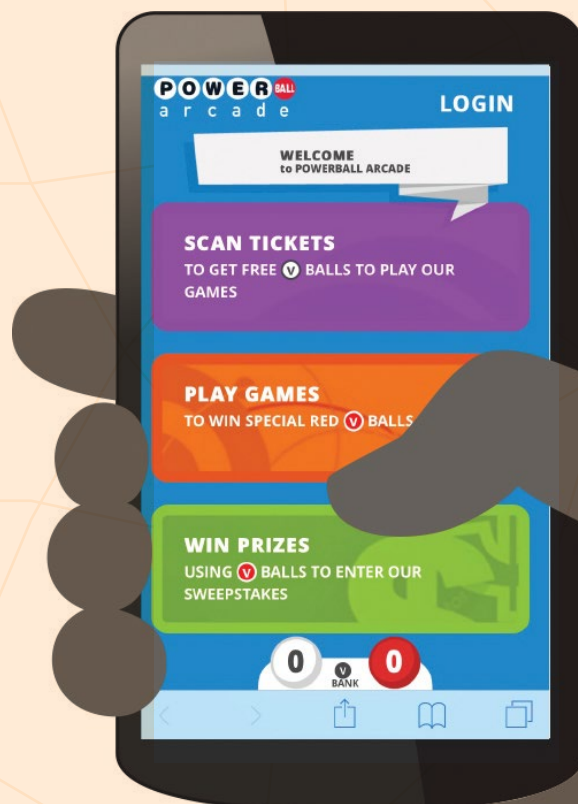 POWERBALL
arcade
LOGIN
WELCOME
to POWERBALL ARCADE
SCAN TICKETS
TO GET FREE V BALLS TO PLAY OUR
GAMES
PLAY GAMES
TO WIN SPECIAL RED V BALLS
WIN PRIZES
USING V BALLS TO ENTER OUR
SWEEPSTAKES
0 V 0
BANK